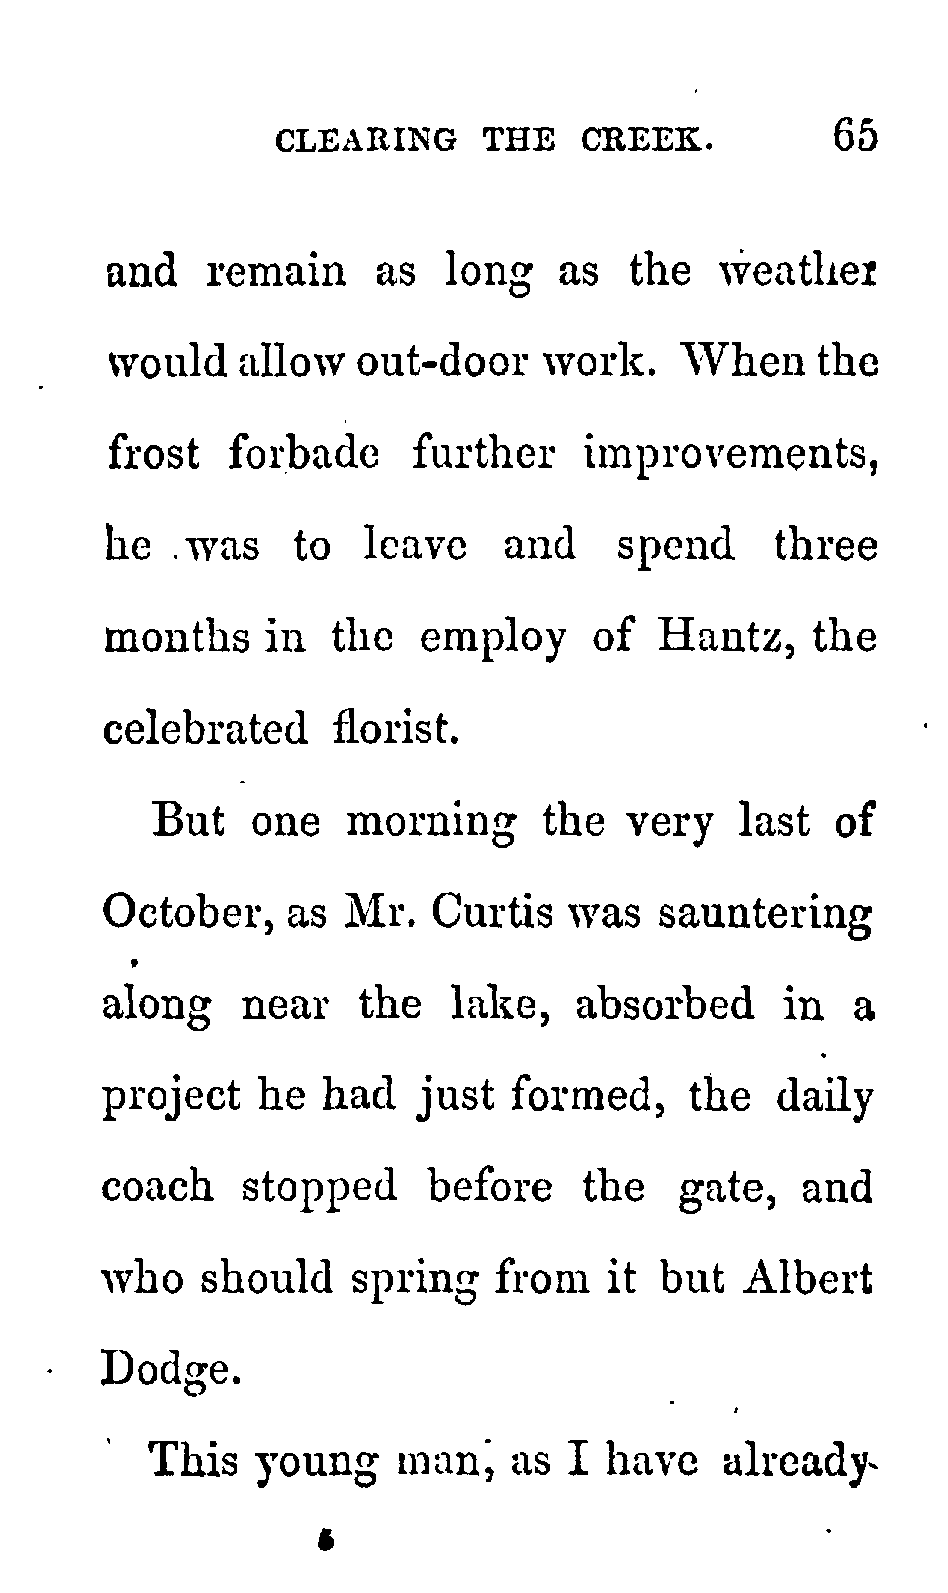 CLEARING THE CREEK. 65
and remain as long as the weather
would allow out-door work. When the
frost forbade further improvements,
he was to leave and spend three
months in the employ of Hantz, the
celebrated florist.
But one morning the very last of
October, as Mr. Curtis was sauntering
along near the lake, absorbed in a
project he had just formed, the daily
coach stopped before the gate, and
who should spring from it but Albert
Dodge.
This young man, as I have already